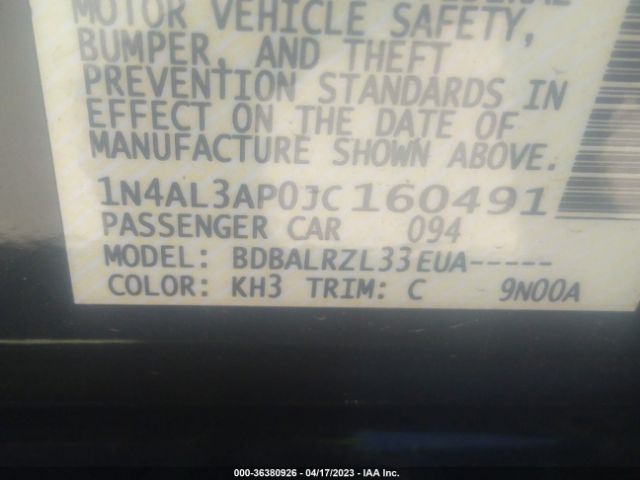 MOTOR VEHICLE SAFETY,
BUMPER, AND THEFT
PREVENTION STANDARDS IN
EFFECT ON THE DATE OF
MANUFACTURE SHOWN ABOVE.
1N4AL3AP0JC160491
PASSENGER CAR 094
MODEL: BDBALRZL33EUA-----
COLOR: KH3 TRIM: C 9N00A
000-36380926 - 04/17/2023 - IAA Inc.